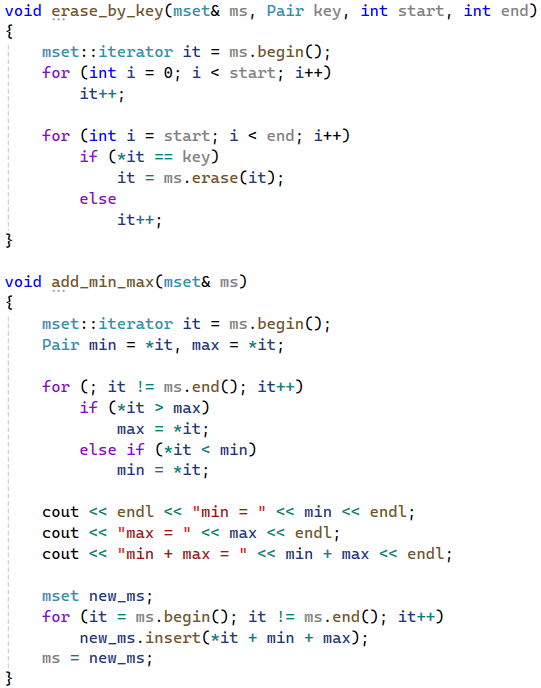 void erase_by_key(mset& ms, Pair key, int start, int end)
{
    mset::iterator it = ms.begin();
    for (int i = 0; i < start; i++)
        it++;

    for (int i = start; i < end; i++)
        if (*it == key)
            it = ms.erase(it);
        else
            it++;
}

void add_min_max(mset& ms)
{
    mset::iterator it = ms.begin();
    Pair min = *it, max = *it;

    for (; it != ms.end(); it++)
        if (*it > max)
            max = *it;
        else if (*it < min)
            min = *it;

    cout << endl << "min = " << min << endl;
    cout << "max = " << max << endl;
    cout << "min + max = " << min + max << endl;

    mset new_ms;
    for (it = ms.begin(); it != ms.end(); it++)
        new_ms.insert(*it + min + max);
    ms = new_ms;
}